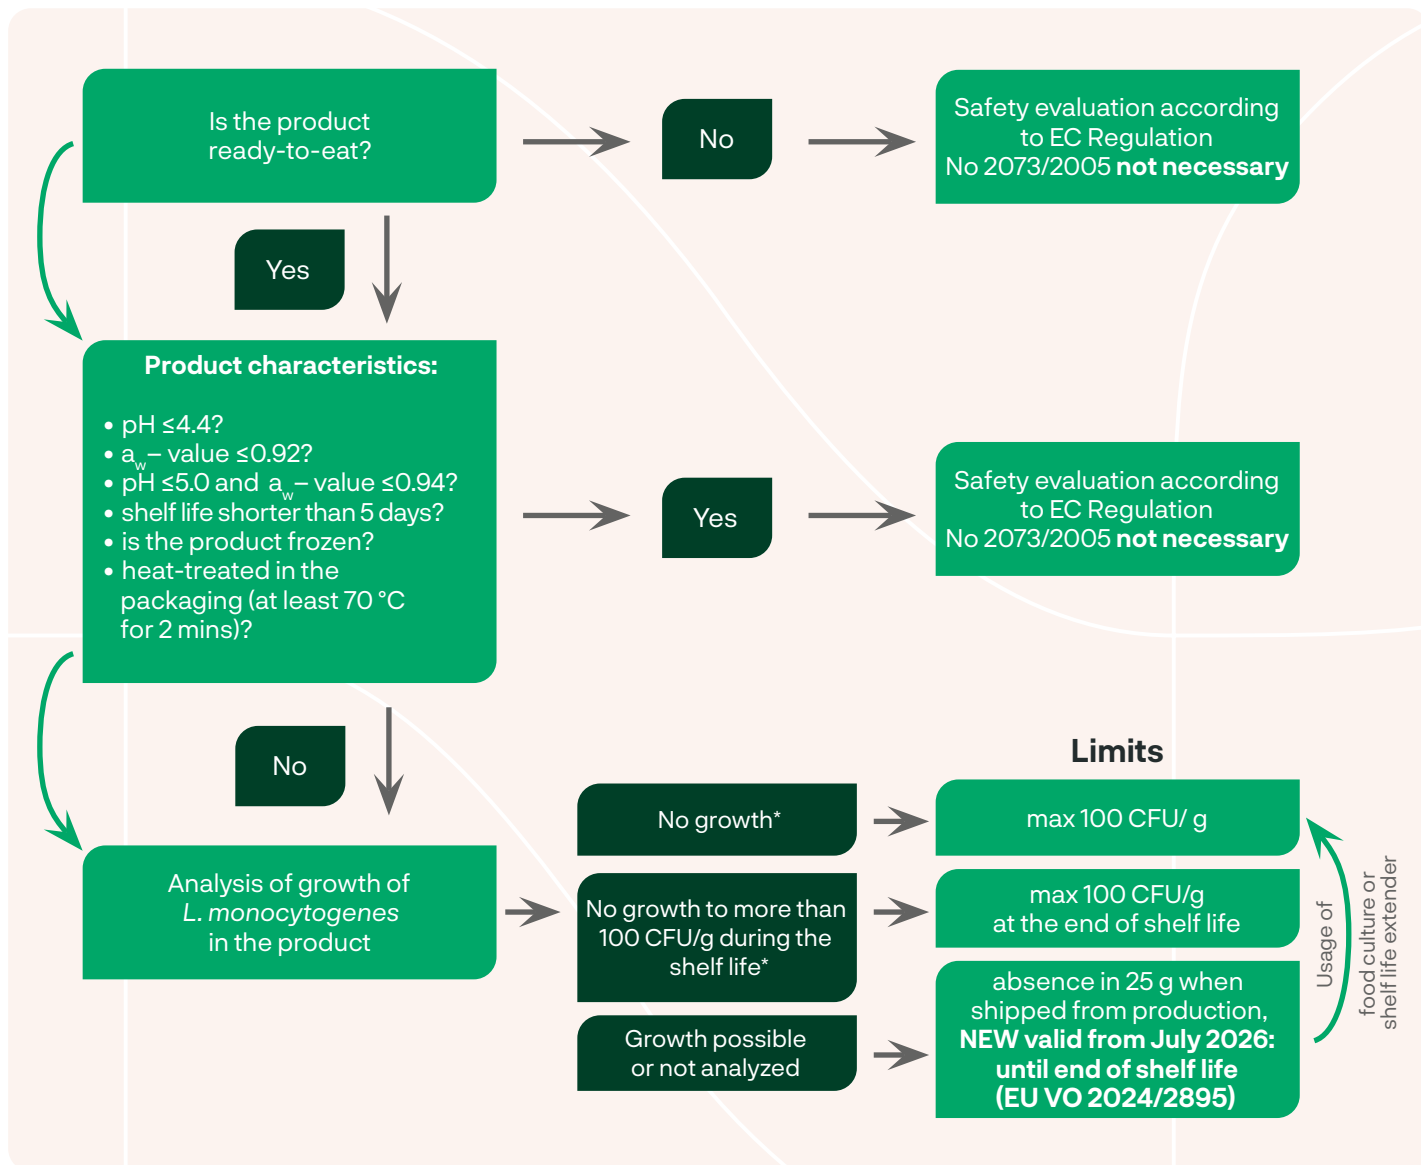 Is the product
ready-to-eat?
No
Safety evaluation according
to EC Regulation
No 2073/2005 not necessary
Yes
Product characteristics:
• pH ≤4.4?
• aw– value ≤0.92?
• pH ≤5.0 and aw– value ≤0.94?
• shelf life shorter than 5 days?
• is the product frozen?
• heat-treated in the
packaging (at least 70 °C
for 2 mins)?
Yes
Safety evaluation according
to EC Regulation
No 2073/2005 not necessary
No
Analysis of growth of
L. monocytogenes
in the product
Limits
No growth*
max 100 CFU/ g
No growth to more than
100 CFU/g during the
shelf life*
max 100 CFU/g
at the end of shelf life
Growth possible
or not analyzed
absence in 25 g when
shipped from production,
NEW valid from July 2026:
until end of shelf life
(EU VO 2024/2895)
Usage of
food culture or
shelf life extender